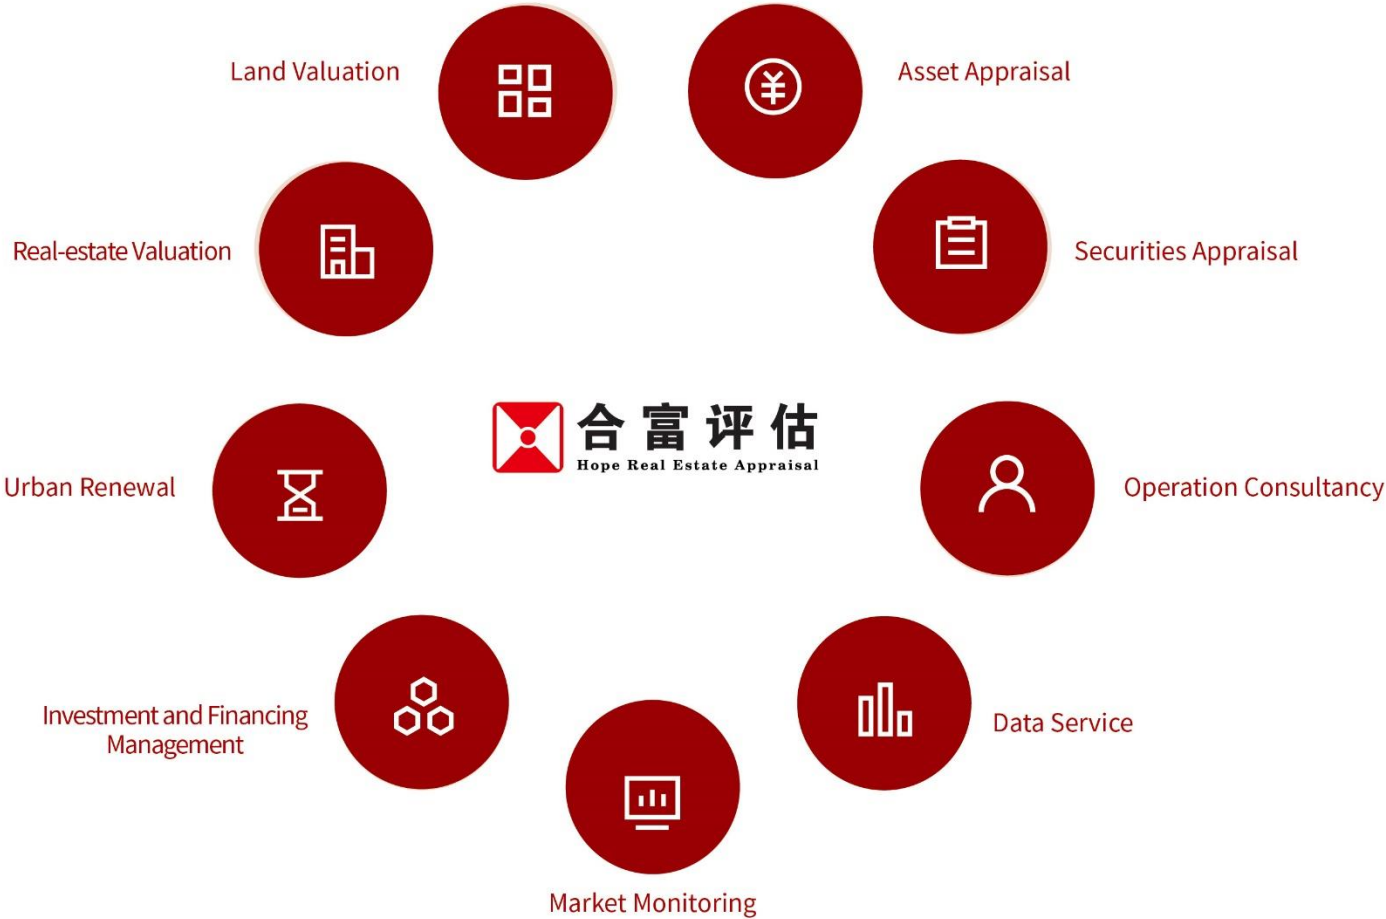 Land Valuation
Asset Appraisal
Real-estate Valuation
Securities Appraisal
合富评估
Hope Real Estate Appraisal
Urban Renewal
Operation Consultancy
Investment and Financing
Management
Data Service
Market Monitoring